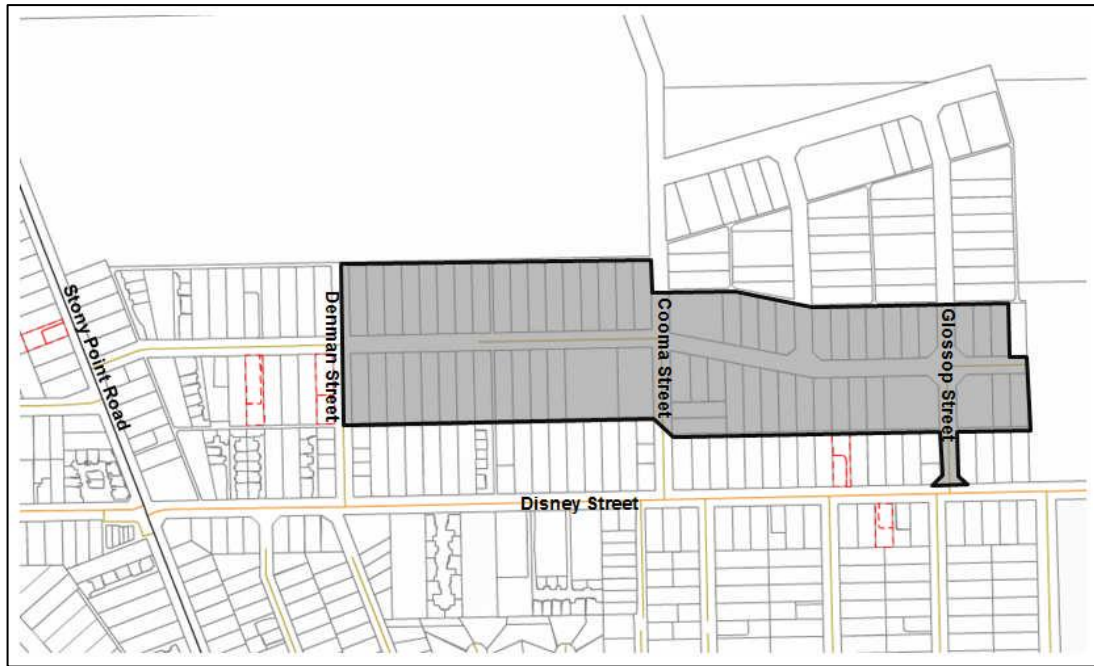 Stony Point Road
Denman Street
Cooma Street
Glossop Street
Disney Street